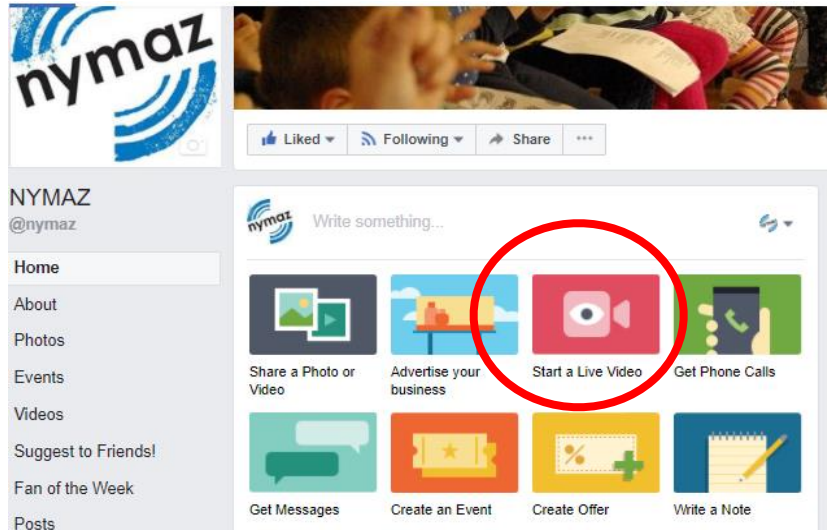 nymaz
Liked
Following
Share
NYMAZ
@nymaz
Home
About
Photos
Events
Videos
Suggest to Friends!
Fan of the Week
Posts
nymaz
Write something...
Share a Photo or
Video
Advertise your
business
Start a Live Video
Get Phone Calls
Get Messages
Create an Event
Create Offer
Write a Note